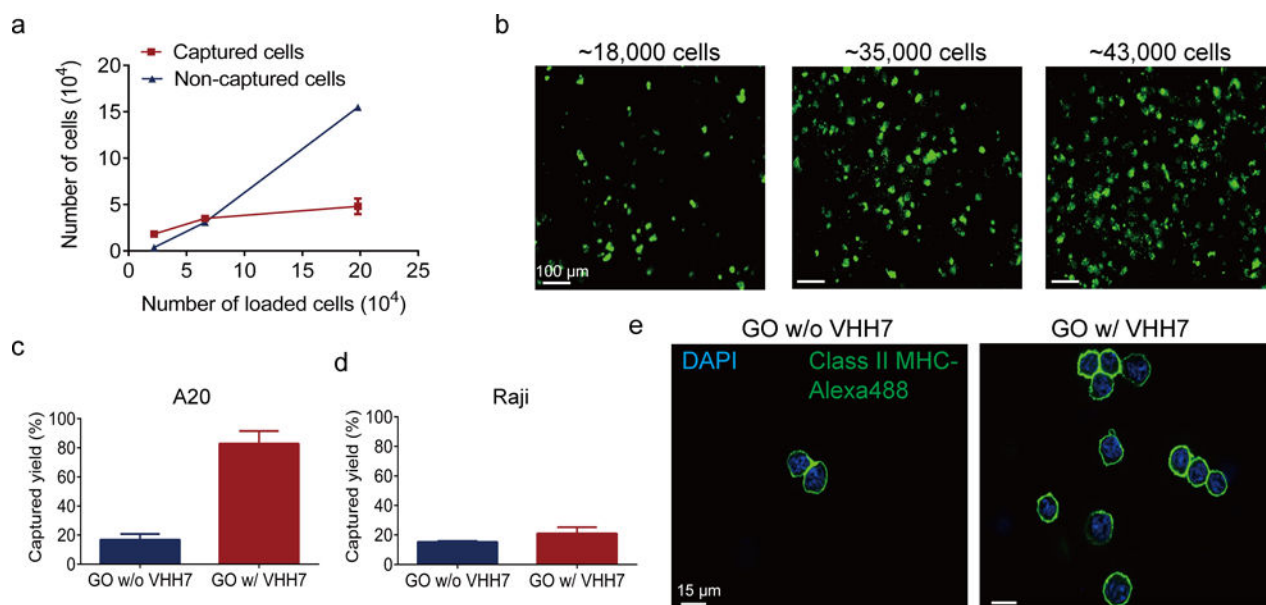 a
Captured cells
Non-captured cells
Number of cells (10⁴)
20
15
10
5
0
0 5 10 15 20 25
Number of loaded cells (10⁴)
b
~18,000 cells
~35,000 cells
~43,000 cells
100 µm
c
A20
Captured yield (%)
100
80
60
40
20
0
GO w/o VHH7
GO w/ VHH7
d
Raji
Captured yield (%)
100
80
60
40
20
0
GO w/o VHH7
GO w/ VHH7
e
GO w/o VHH7
GO w/ VHH7
DAPI
Class II MHC-
Alexa488
15 µm